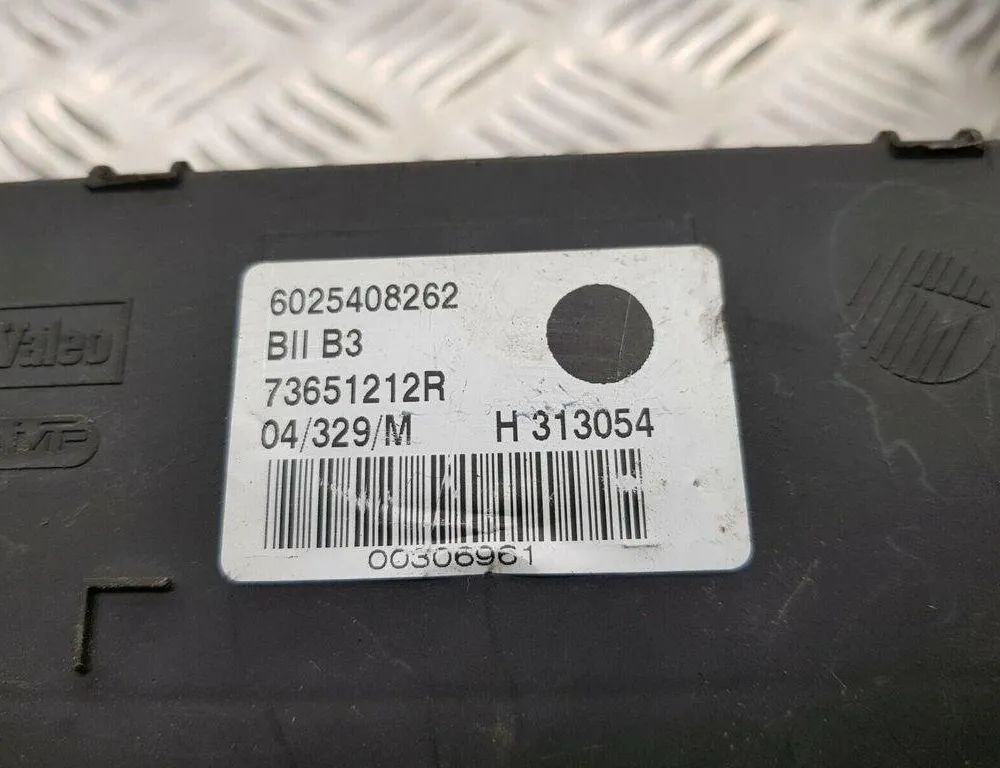 6025408262
BII B3
Valeo
73651212R
04/329/M H 313054
00306961